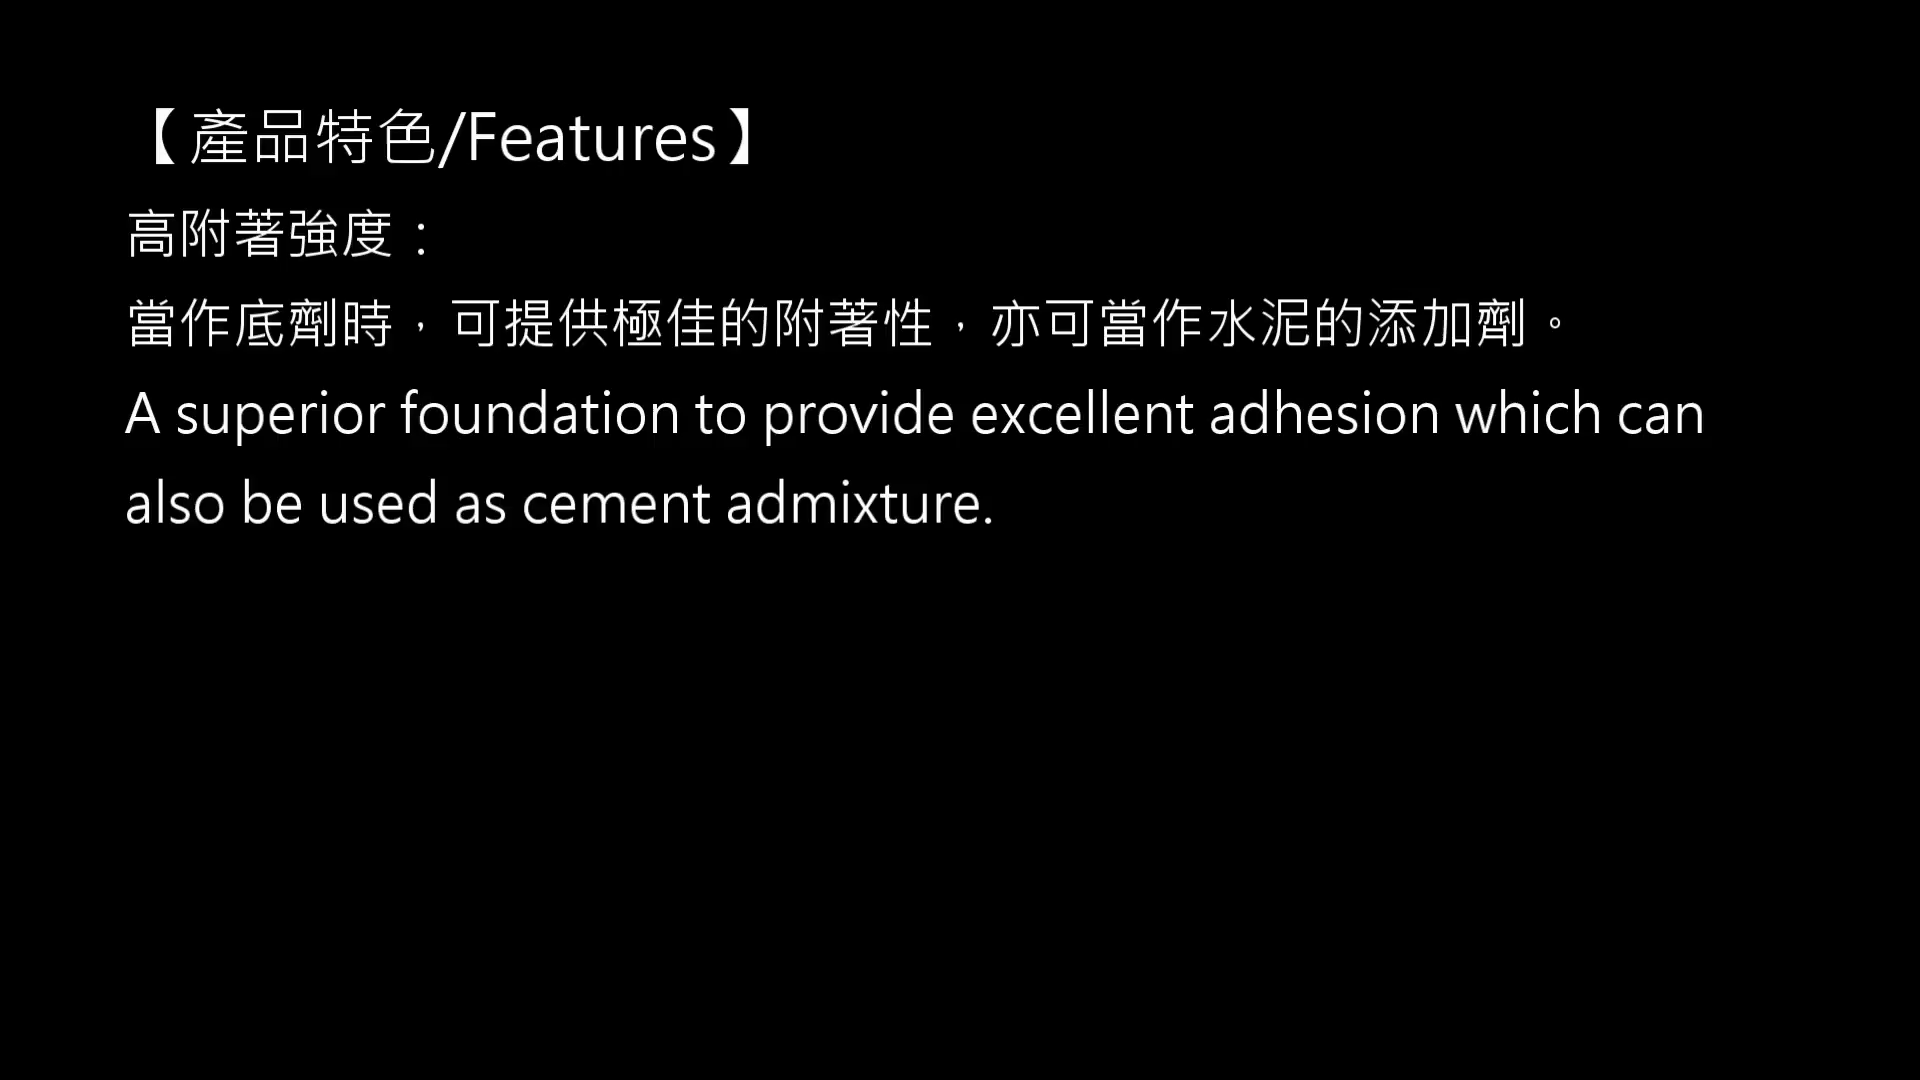 【產品特色/Features】
高附著強度：
當作底劑時，可提供極佳的附著性，亦可當作水泥的添加劑。
A superior foundation to provide excellent adhesion which can
also be used as cement admixture.